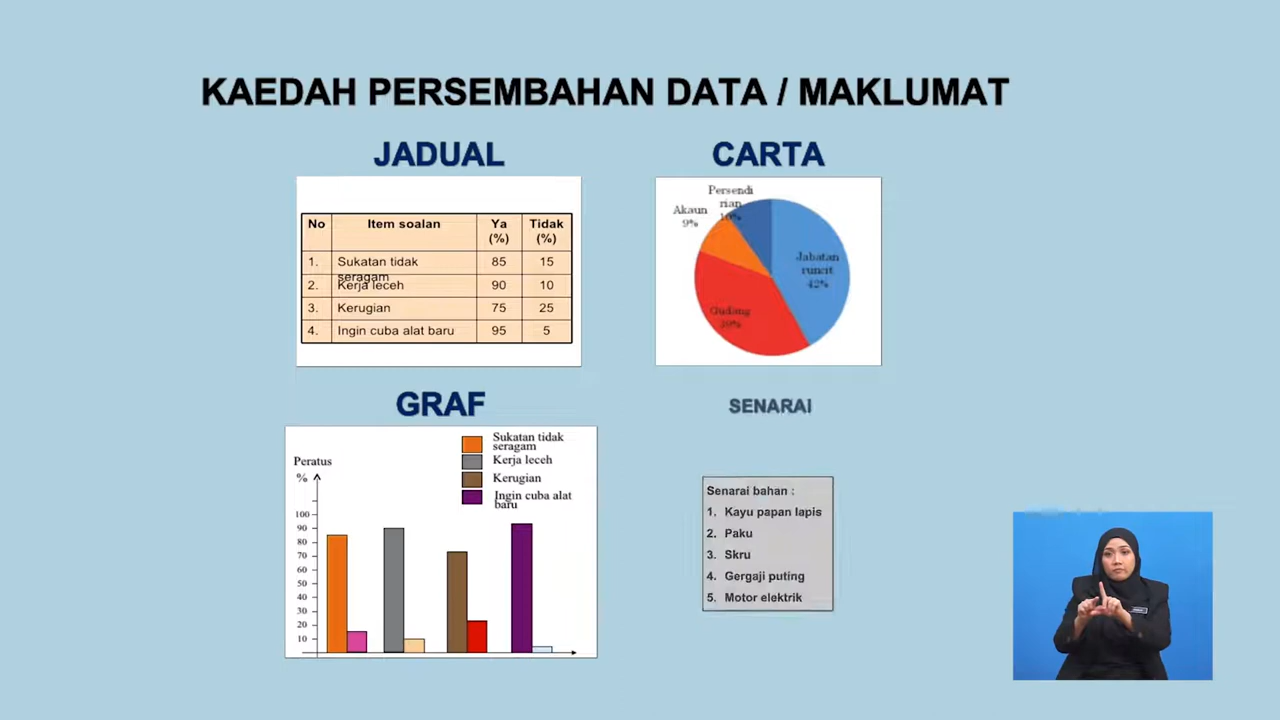 KAEDAH PERSEMBAHAN DATA / MAKLUMAT
JADUAL
No Item soalan Ya (%) Tidak (%)
1. Sukatan tidak seragam 85 15
2. Kerja leceh 90 10
3. Kerugian 75 25
4. Ingin cuba alat baru 95 5
CARTA
Persendi
rian
10%
Akaun
9%
Jabatan
runcit
42%
Gudang
39%
GRAF
Sukatan tidak
seragam
Kerja leceh
Kerugian
Ingin cuba alat
baru
Peratus
%
100
90
80
70
60
50
40
30
20
10
SENARAI
Senarai bahan :
1. Kayu papan lapis
2. Paku
3. Skru
4. Gergaji puting
5. Motor elektrik